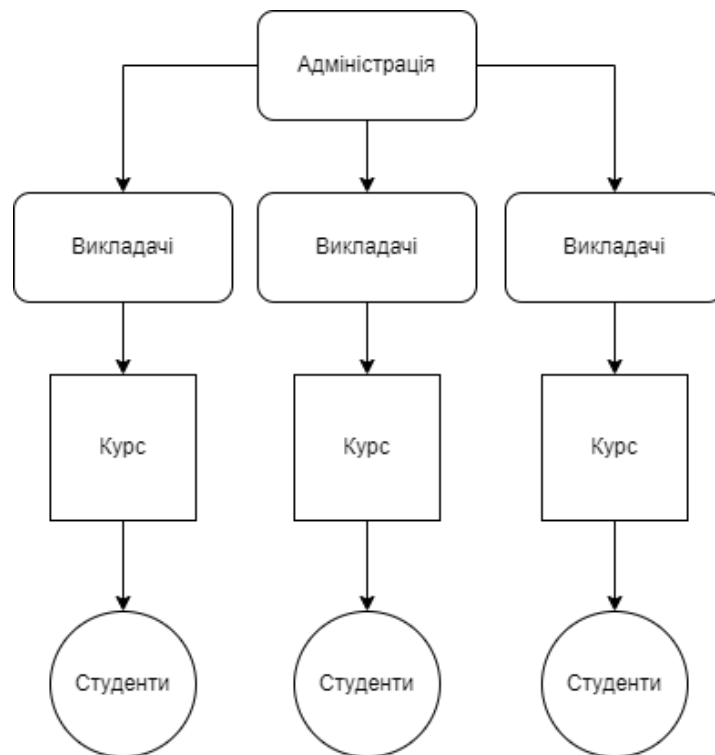 Адміністрація
Викладачі
Викладачі
Викладачі
Курс
Курс
Курс
Студенти
Студенти
Студенти